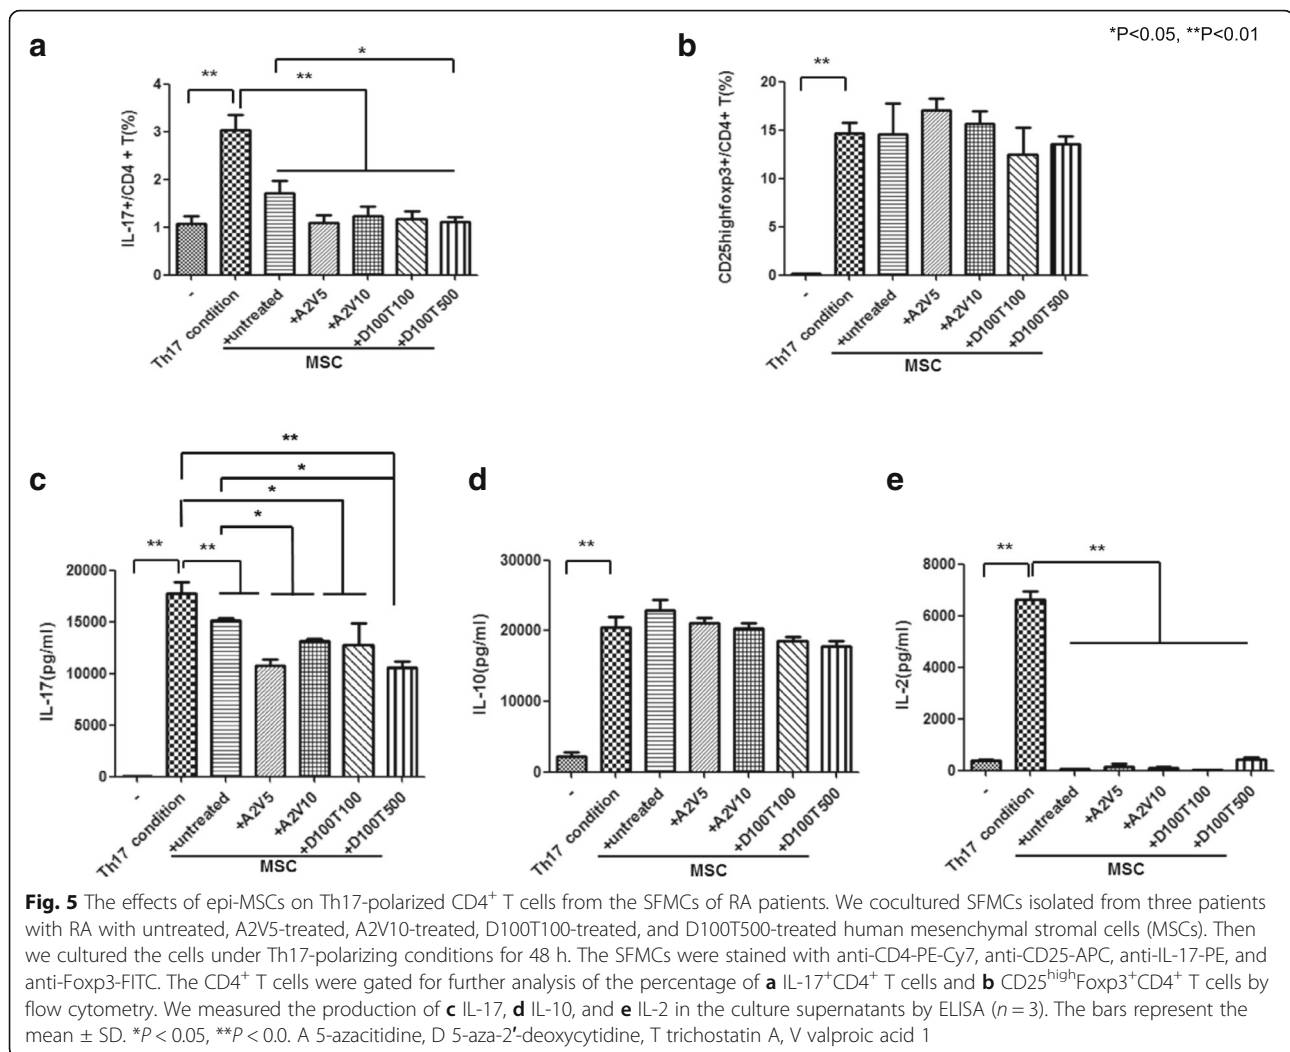 *P<0.05, **P<0.01
a
*
**
**
IL-17+/CD4 + T(%)
4
3
2
1
0
-
Th17 condition
+untreated
+A2V5
+A2V10
+D100T100
+D100T500
MSC
b
**
CD25highfoxp3+/CD4+ T(%)
20
15
10
5
0
-
Th17 condition
+untreated
+A2V5
+A2V10
+D100T100
+D100T500
MSC
c
**
*
*
*
**
**
IL-17(pg/ml)
20000
15000
10000
5000
0
-
Th17 condition
+untreated
+A2V5
+A2V10
+D100T100
+D100T500
MSC
d
**
IL-10(pg/ml)
30000
20000
10000
0
-
Th17 condition
+untreated
+A2V5
+A2V10
+D100T100
+D100T500
MSC
e
**
**
IL-2(pg/ml)
8000
6000
4000
2000
0
-
Th17 condition
+untreated
+A2V5
+A2V10
+D100T100
+D100T500
MSC
Fig. 5 The effects of epi-MSCs on Th17-polarized CD4⁺ T cells from the SFMCs of RA patients. We cocultured SFMCs isolated from three patients
with RA with untreated, A2V5-treated, A2V10-treated, D100T100-treated, and D100T500-treated human mesenchymal stromal cells (MSCs). Then
we cultured the cells under Th17-polarizing conditions for 48 h. The SFMCs were stained with anti-CD4-PE-Cy7, anti-CD25-APC, anti-IL-17-PE, and
anti-Foxp3-FITC. The CD4⁺ T cells were gated for further analysis of the percentage of a IL-17⁺CD4⁺ T cells and b CD25ʰⁱᵍʰFoxp3⁺CD4⁺ T cells by
flow cytometry. We measured the production of c IL-17, d IL-10, and e IL-2 in the culture supernatants by ELISA (n = 3). The bars represent the
mean ± SD. *P < 0.05, **P < 0.0. A 5-azacitidine, D 5-aza-2′-deoxycytidine, T trichostatin A, V valproic acid 1